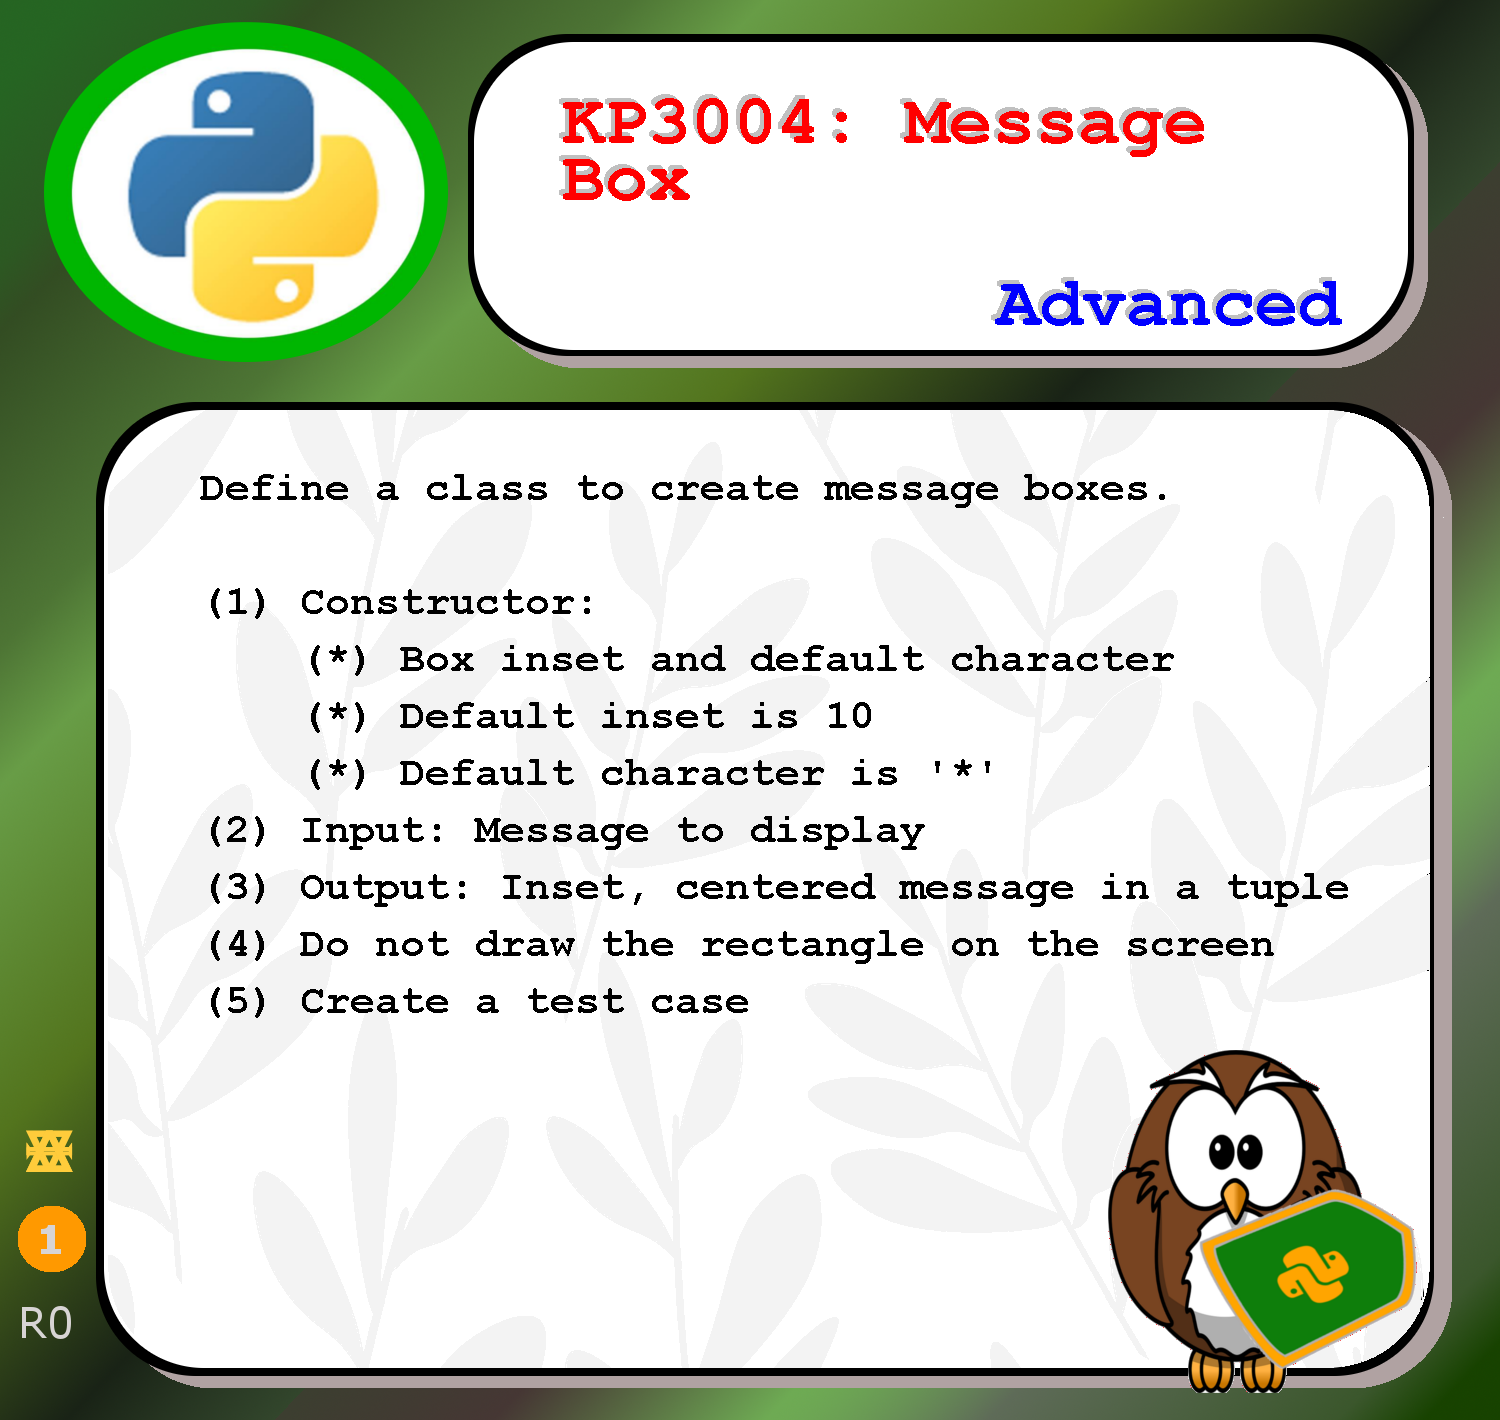 KP3004: Message
Box
Advanced
Define a class to create message boxes.
(1) Constructor:
(*) Box inset and default character
(*) Default inset is 10
(*) Default character is '*'
(2) Input: Message to display
(3) Output: Inset, centered message in a tuple
(4) Do not draw the rectangle on the screen
(5) Create a test case
1
R0